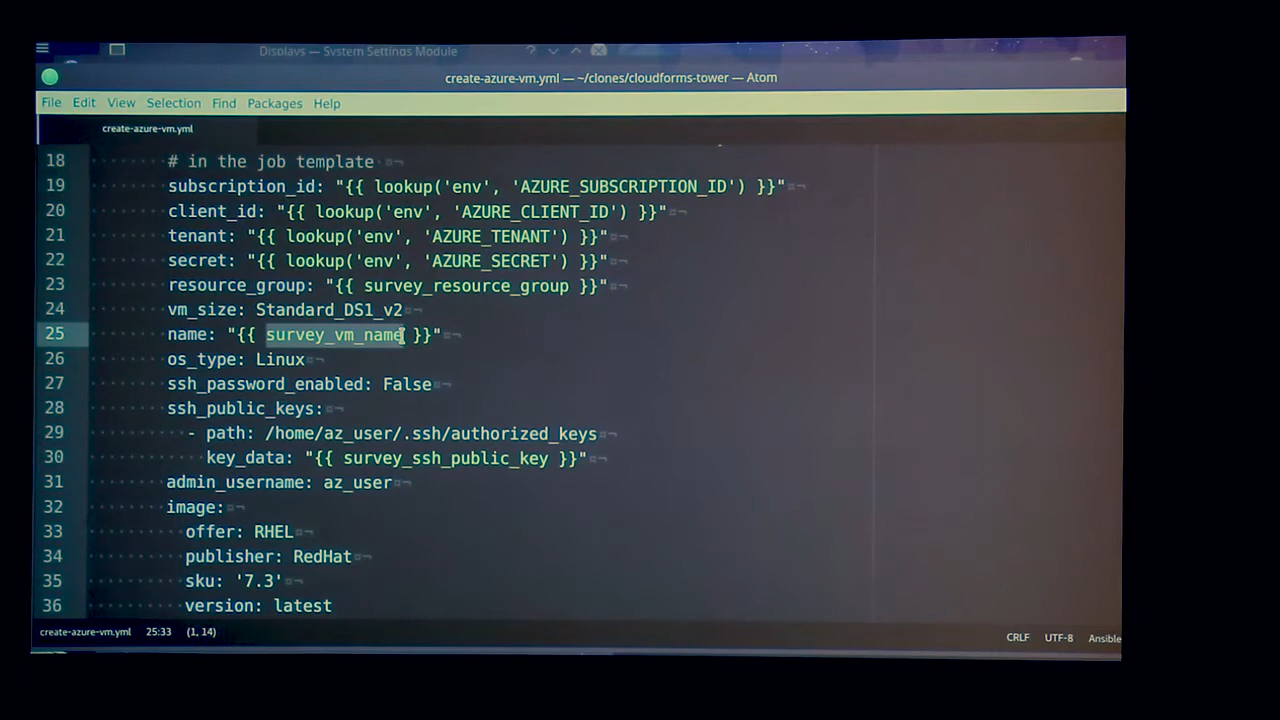 Displays — System Settings Module
create-azure-vm.yml — ~/clones/cloudforms-tower — Atom
File Edit View Selection Find Packages Help
create-azure-vm.yml
18 # in the job template
19 subscription_id: "{{ lookup('env', 'AZURE_SUBSCRIPTION_ID') }}"
20 client_id: "{{ lookup('env', 'AZURE_CLIENT_ID') }}"
21 tenant: "{{ lookup('env', 'AZURE_TENANT') }}"
22 secret: "{{ lookup('env', 'AZURE_SECRET') }}"
23 resource_group: "{{ survey_resource_group }}"
24 vm_size: Standard_DS1_v2
25 name: "{{ survey_vm_name }}"
26 os_type: Linux
27 ssh_password_enabled: False
28 ssh_public_keys:
29 - path: /home/az_user/.ssh/authorized_keys
30 key_data: "{{ survey_ssh_public_key }}"
31 admin_username: az_user
32 image:
33 offer: RHEL
34 publisher: RedHat
35 sku: '7.3'
36 version: latest
create-azure-vm.yml 25:33 (1, 14) CRLF UTF-8 Ansible